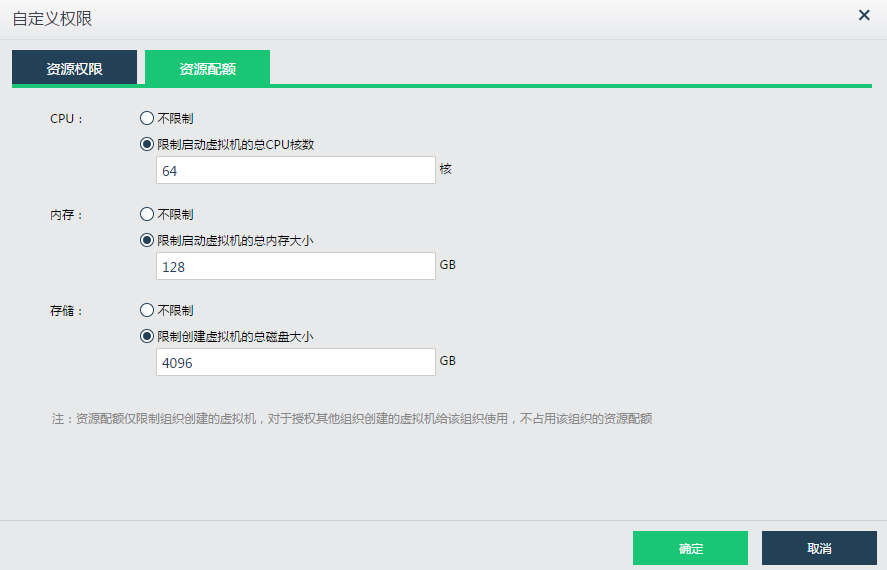 自定义权限
资源权限 资源配额
CPU： 不限制
限制启动虚拟机的总CPU核数
64 核
内存： 不限制
限制启动虚拟机的总内存大小
128 GB
存储： 不限制
限制创建虚拟机的总磁盘大小
4096 GB
注：资源配额仅限制组织创建的虚拟机，对于授权其他组织创建的虚拟机给该组织使用，不占用该组织的资源配额
确定 取消